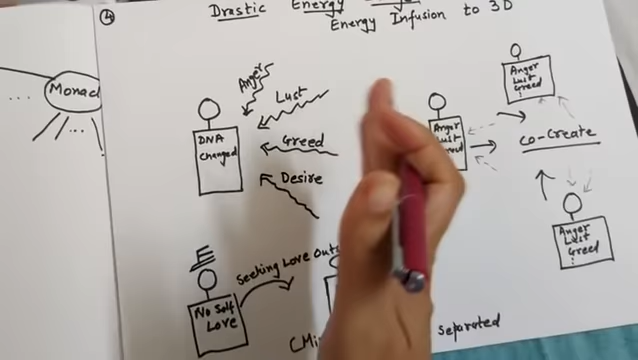 ④
Drastic Energy
Energy Infusion to 3D
Monad
...
...
Anger
Lust
Greed
Desire
DNA
Changed
Anger
Lust
Anger
Lust
Greed
:
Co-Create
Anger
Lust
Greed
:
Seeking Love
No Self
Love
separated